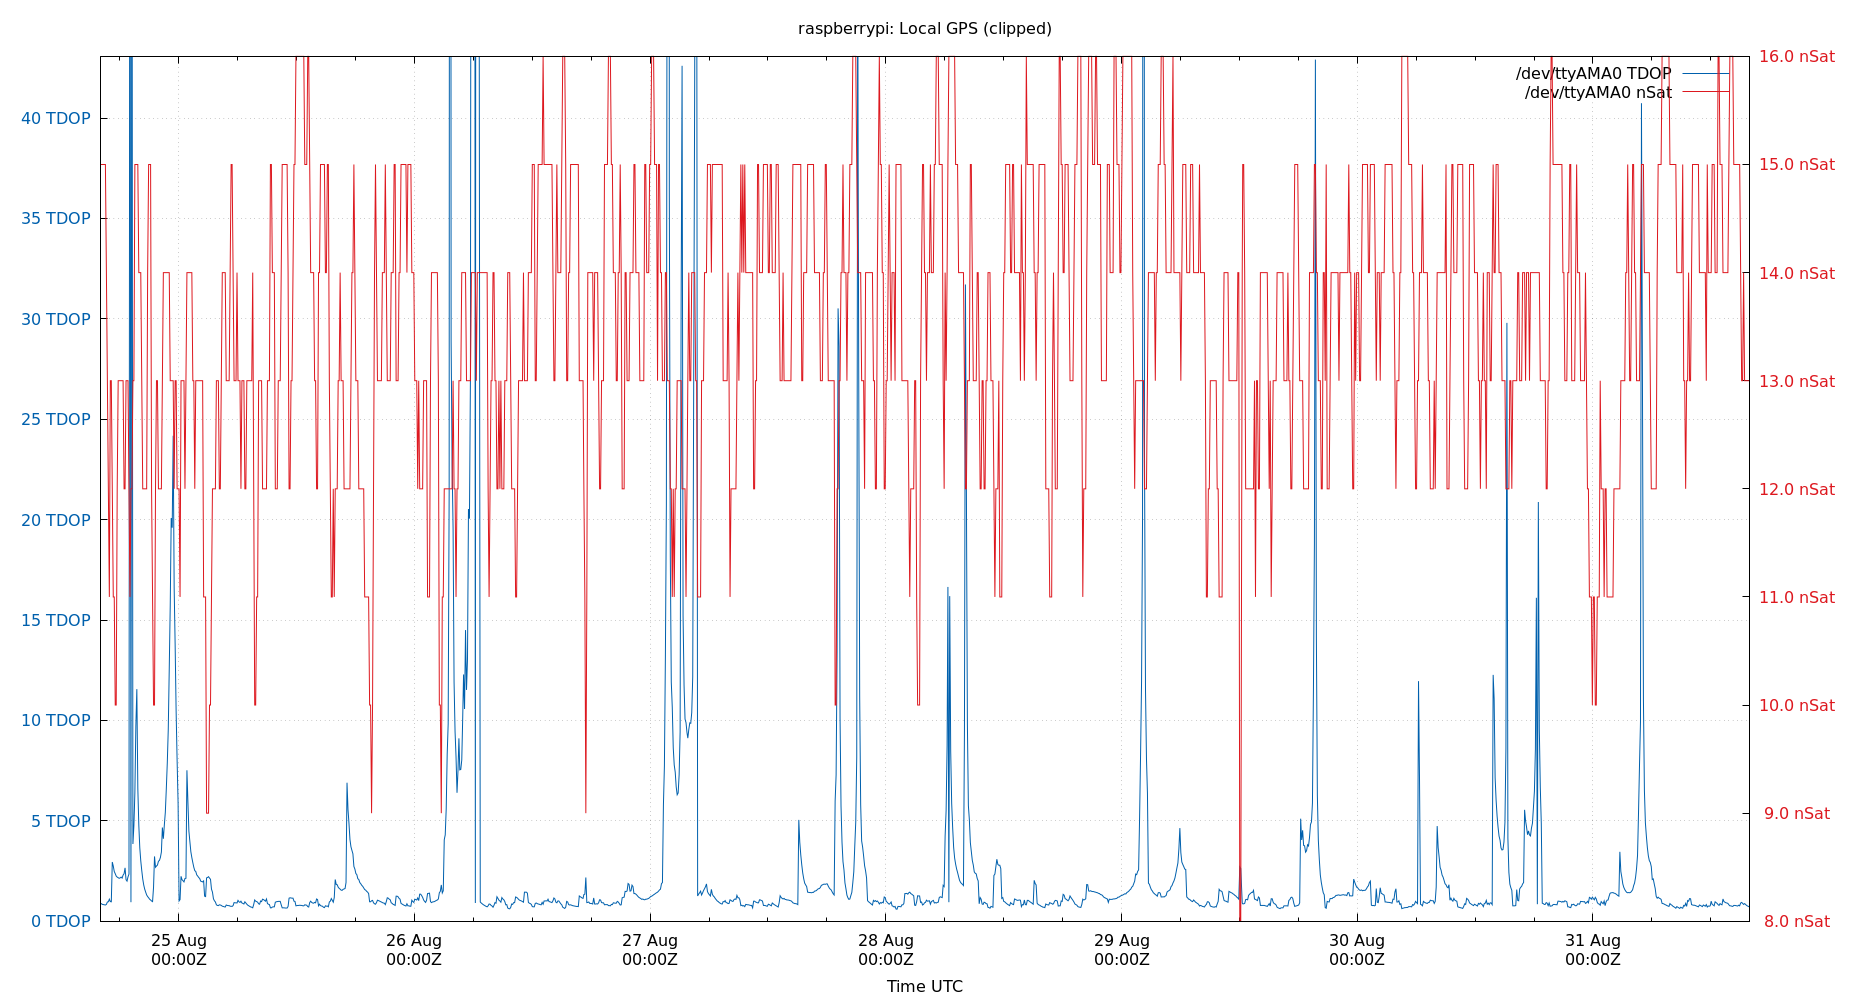 raspberrypi: Local GPS (clipped)
/dev/ttyAMA0 TDOP
/dev/ttyAMA0 nSat
40 TDOP
35 TDOP
30 TDOP
25 TDOP
20 TDOP
15 TDOP
10 TDOP
5 TDOP
0 TDOP
16.0 nSat
15.0 nSat
14.0 nSat
13.0 nSat
12.0 nSat
11.0 nSat
10.0 nSat
9.0 nSat
8.0 nSat
25 Aug
00:00Z
26 Aug
00:00Z
27 Aug
00:00Z
28 Aug
00:00Z
29 Aug
00:00Z
30 Aug
00:00Z
31 Aug
00:00Z
Time UTC